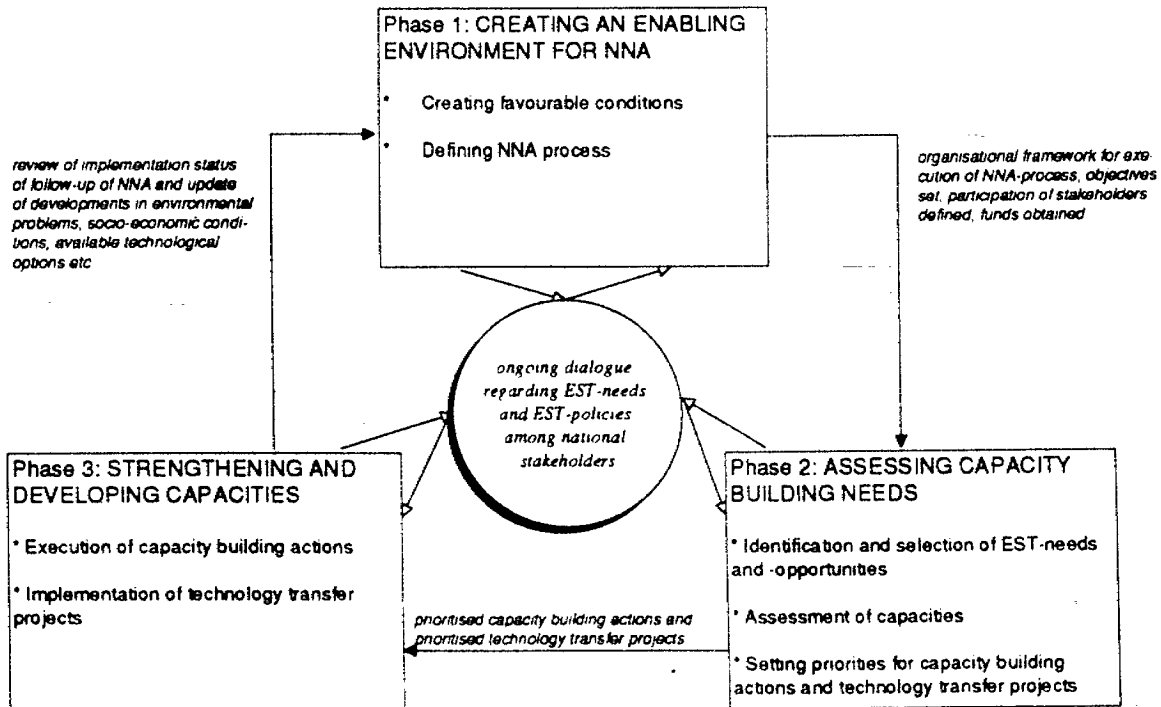 Phase 1: CREATING AN ENABLING
ENVIRONMENT FOR NNA
* Creating favourable conditions
* Defining NNA process
review of implementation status
of follow-up of NNA and update
of developments in environmental
problems, socio-economic condi-
tions, available technological
options etc
organisational framework for exe-
cution of NNA-process, objectives
set, participation of stakeholders
defined, funds obtained
ongoing dialogue
regarding EST-needs
and EST-policies
among national
stakeholders
Phase 3: STRENGTHENING AND
DEVELOPING CAPACITIES
* Execution of capacity building actions
* Implementation of technology transfer
projects
Phase 2: ASSESSING CAPACITY
BUILDING NEEDS
* Identification and selection of EST-needs
and -opportunities
* Assessment of capacities
* Setting priorities for capacity building
actions and technology transfer projects
prioritised capacity building actions and
prioritised technology transfer projects